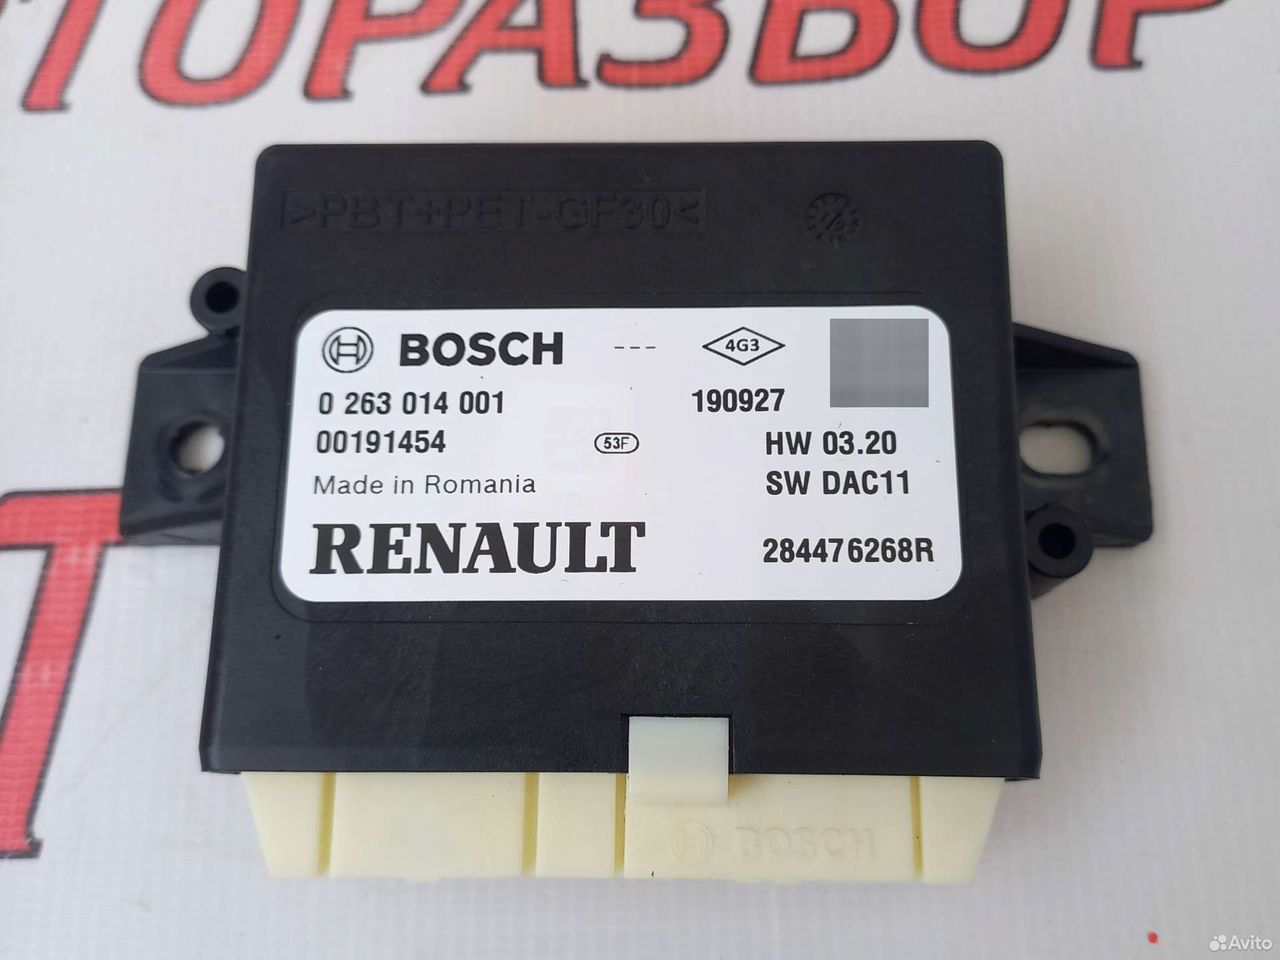 ТОРАЗБОР
>PBT+PET-GF30<
BOSCH --- 4G3
0 263 014 001 190927
00191454 53F HW 03.20
Made in Romania SW DAC11
RENAULT 284476268R
BOSCH
Т
Avito